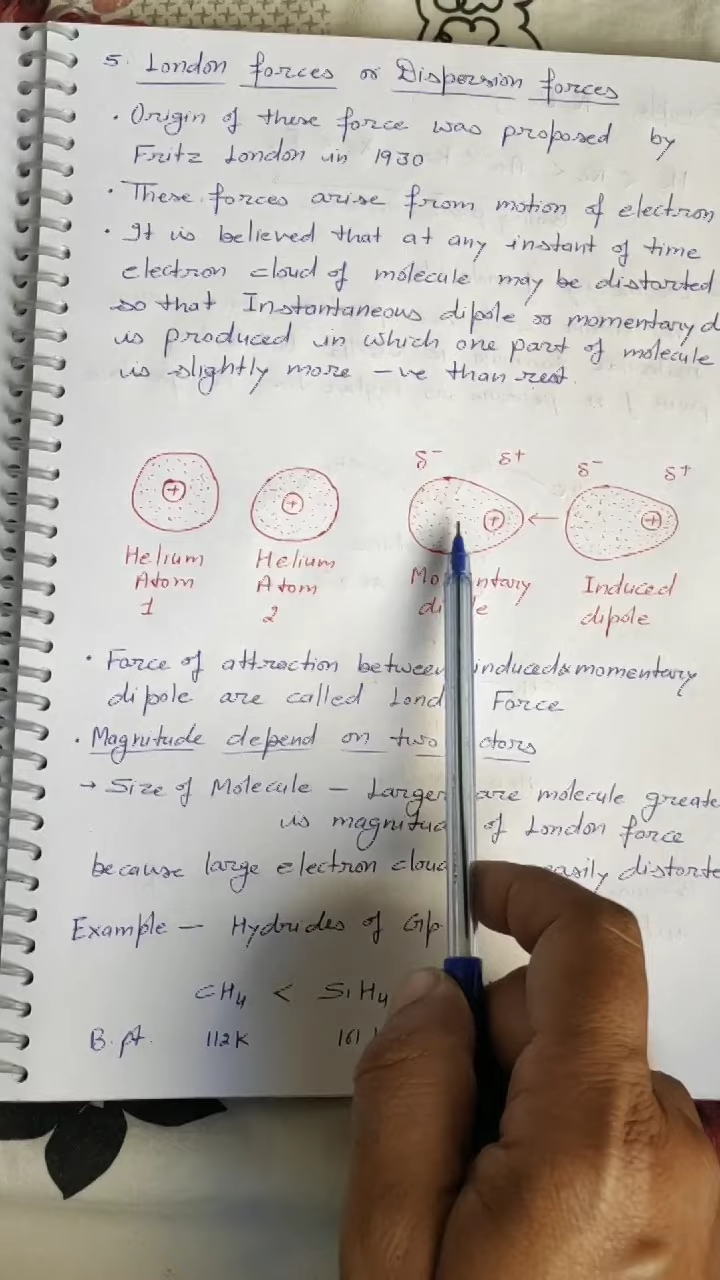 5. London forces or Dispersion forces
• Origin of these force was proposed by
Fritz London in 1930
• These forces arise from motion of electron
• It is believed that at any instant of time
electron cloud of molecule may be distorted
so that Instantaneous dipole or momentary d
is produced in which one part of molecule
is slightly more -ve than rest.
δ- δ+ δ- δ+
+ + + ← +
Helium Helium Induced
Atom Atom dipole
1 2
• Force of attraction between induced & momentary
dipole are called Force
• Magnitude depend on two
→ Size of Molecule - Larger are molecule greate
is of London force
because large electron easily distorte
Example - Hydrides of Gp
CH4 < SiH4
B.pt. 112K 161